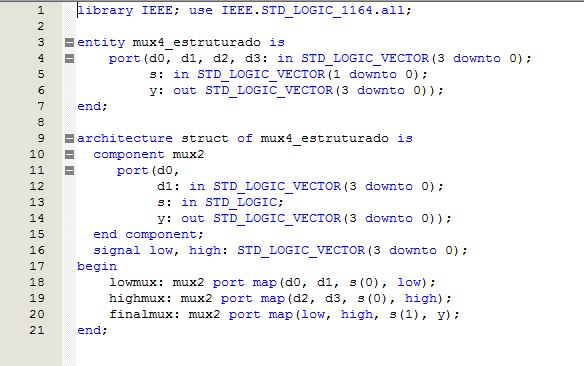 1 library IEEE; use IEEE.STD_LOGIC_1164.all;
2
3 entity mux4_estruturado is
4 port(d0, d1, d2, d3: in STD_LOGIC_VECTOR(3 downto 0);
5 s: in STD_LOGIC_VECTOR(1 downto 0);
6 y: out STD_LOGIC_VECTOR(3 downto 0));
7 end;
8
9 architecture struct of mux4_estruturado is
10 component mux2
11 port(d0,
12 d1: in STD_LOGIC_VECTOR(3 downto 0);
13 s: in STD_LOGIC;
14 y: out STD_LOGIC_VECTOR(3 downto 0));
15 end component;
16 signal low, high: STD_LOGIC_VECTOR(3 downto 0);
17 begin
18 lowmux: mux2 port map(d0, d1, s(0), low);
19 highmux: mux2 port map(d2, d3, s(0), high);
20 finalmux: mux2 port map(low, high, s(1), y);
21 end;